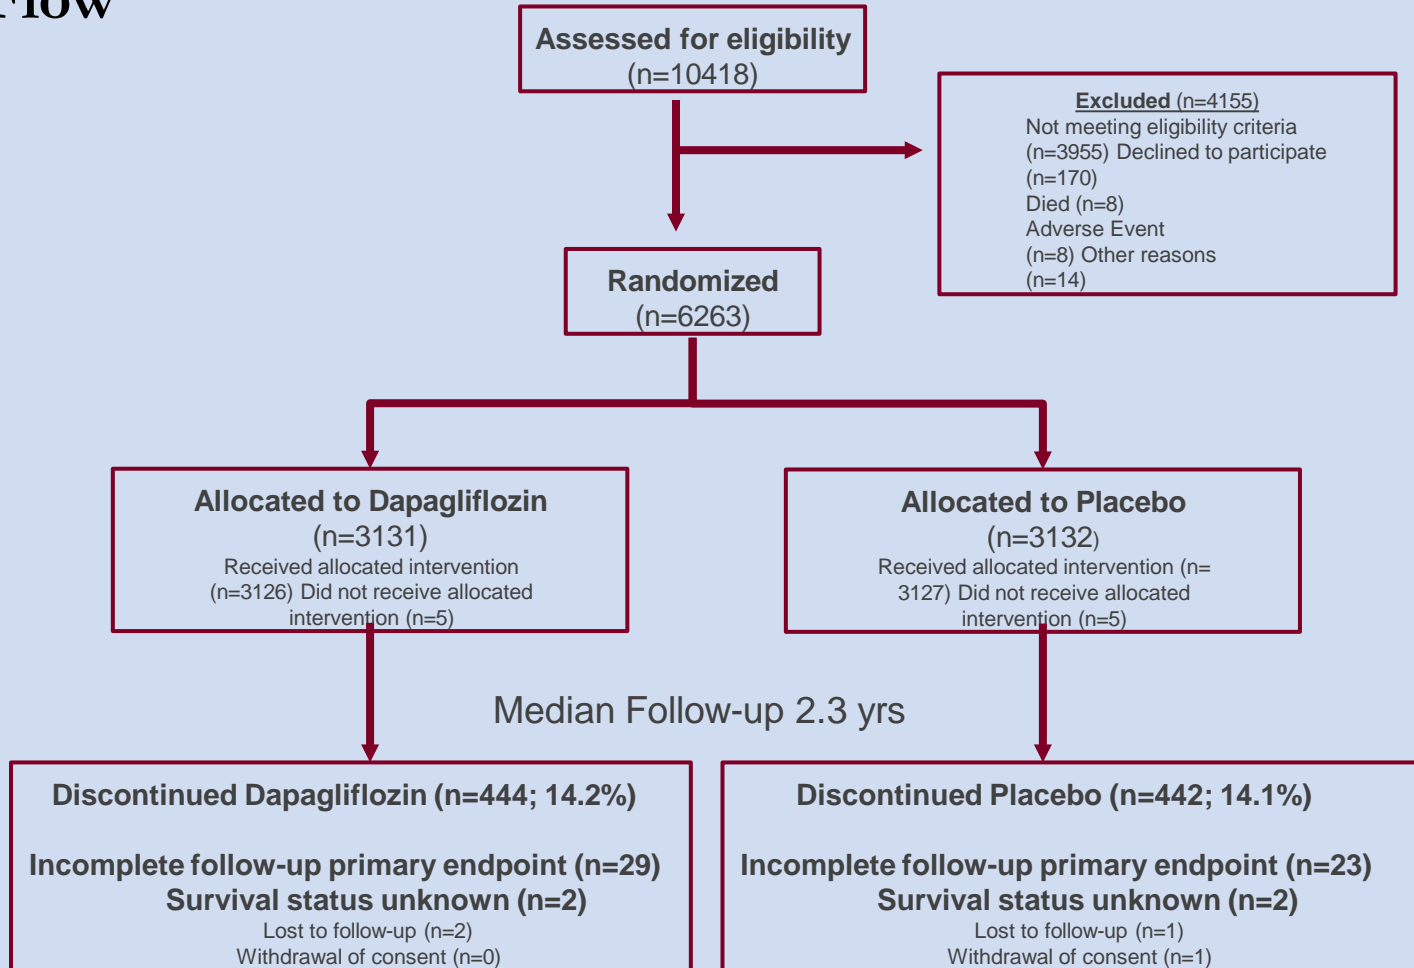 Flow
Assessed for eligibility
(n=10418)
Excluded (n=4155)
Not meeting eligibility criteria
(n=3955) Declined to participate
(n=170)
Died (n=8)
Adverse Event
(n=8) Other reasons
(n=14)
Randomized
(n=6263)
Allocated to Dapagliflozin
(n=3131)
Received allocated intervention
(n=3126) Did not receive allocated
intervention (n=5)
Allocated to Placebo
(n=3132)
Received allocated intervention (n=
3127) Did not receive allocated
intervention (n=5)
Median Follow-up 2.3 yrs
Discontinued Dapagliflozin (n=444; 14.2%)
Incomplete follow-up primary endpoint (n=29)
Survival status unknown (n=2)
Lost to follow-up (n=2)
Withdrawal of consent (n=0)
Discontinued Placebo (n=442; 14.1%)
Incomplete follow-up primary endpoint (n=23)
Survival status unknown (n=2)
Lost to follow-up (n=1)
Withdrawal of consent (n=1)